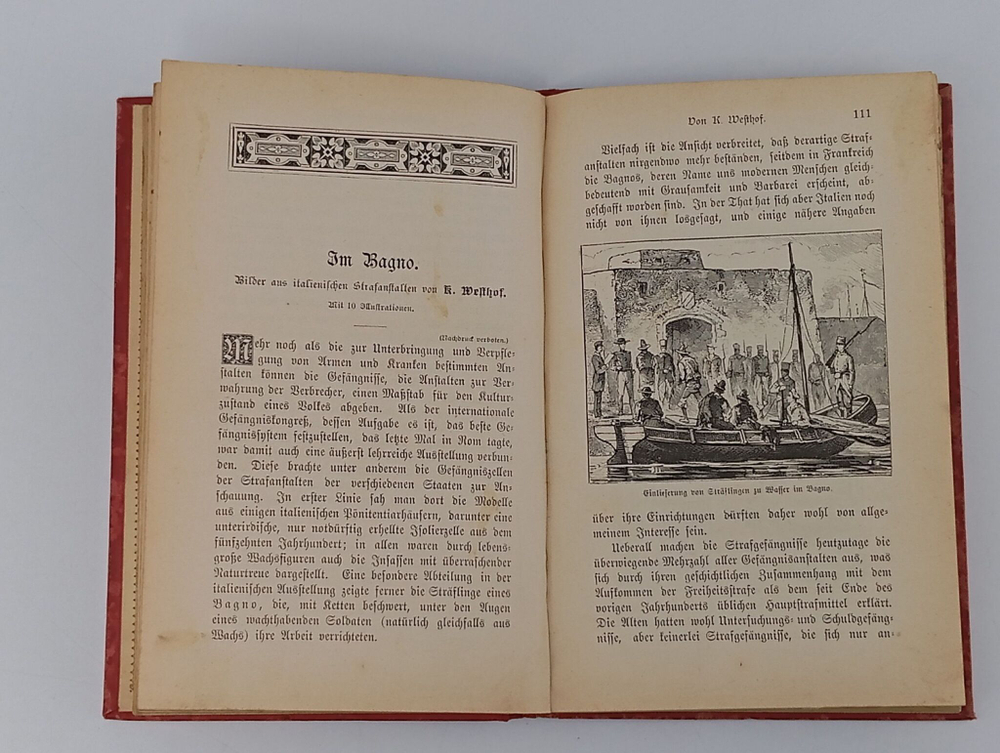 Im Bagno.
Bilder aus italienischen Strafanstalten von K. Westhof.
Mit 10 Illustrationen.
(Nachdruck verboten.)
Mehr noch als die zur Unterbringung und Verpfle-
gung von Armen und Kranken bestimmten An-
stalten können die Gefängnisse, die Anstalten zur Ver-
wahrung der Verbrecher, einen Maßstab für den Kultur-
zustand eines Volkes abgeben. Als der internationale
Gefängniskongreß, dessen Aufgabe es ist, das beste Ge-
fängnissystem festzustellen, das letzte Mal in Rom tagte,
war damit auch eine äußerst lehrreiche Ausstellung verbun-
den. Diese brachte unter anderem die Gefängniszellen
der Strafanstalten der verschiedenen Staaten zur An-
schauung. In erster Linie sah man dort die Modelle
aus einigen italienischen Pönitentiarhäusern, darunter eine
unterirdische, nur notdürftig erhellte Isolierzelle aus dem
fünfzehnten Jahrhundert; in allen waren durch lebens-
große Wachsfiguren auch die Insassen mit überraschender
Naturtreue dargestellt. Eine besondere Abteilung in der
italienischen Ausstellung zeigte ferner die Sträflinge eines
Bagno, die, mit Ketten beschwert, unter den Augen
eines wachthabenden Soldaten (natürlich gleichfalls aus
Wachs) ihre Arbeit verrichteten.
Von K. Westhof. 111
Vielfach ist die Ansicht verbreitet, daß derartige Straf-
anstalten nirgendwo mehr beständen, seitdem in Frankreich
die Bagnos, deren Name uns modernen Menschen gleich-
bedeutend mit Grausamkeit und Barbarei erscheint, ab-
geschafft worden sind. In der That hat sich aber Italien noch
nicht von ihnen losgesagt, und einige nähere Angaben
Einlieferung von Sträflingen zu Wasser im Bagno.
über ihre Einrichtungen dürften daher wohl von allge-
meinem Interesse sein.
Ueberall machen die Strafgefängnisse heutzutage die
überwiegende Mehrzahl aller Gefängnisanstalten aus, was
sich durch ihren geschichtlichen Zusammenhang mit dem
Aufkommen der Freiheitsstrafe als dem seit Ende des
vorigen Jahrhunderts üblichen Hauptstrafmittel erklärt.
Die Alten hatten wohl Untersuchungs- und Schuldgefäng-
nisse, aber keinerlei Strafgefängnisse, die sich nur an-